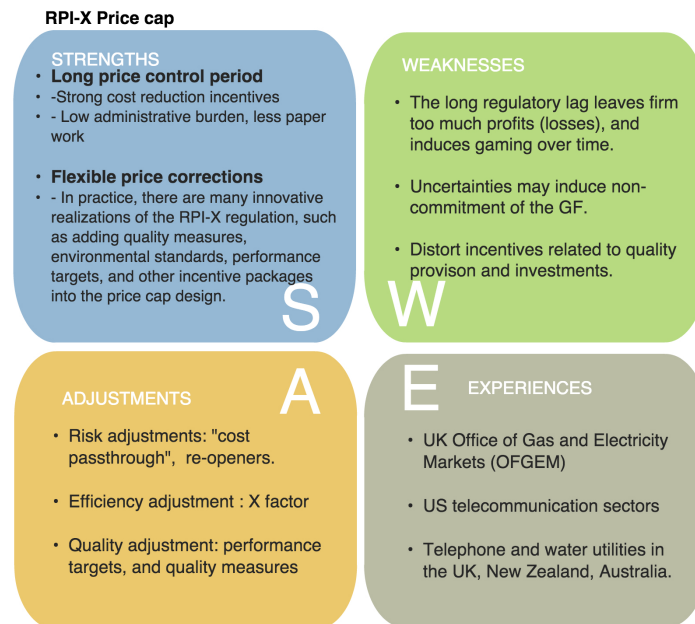 RPI-X Price cap
STRENGTHS
• Long price control period
• -Strong cost reduction incentives
• - Low administrative burden, less paper
work
• Flexible price corrections
• - In practice, there are many innovative
realizations of the RPI-X regulation, such
as adding quality measures,
environmental standards, performance
targets, and other incentive packages
into the price cap design.
S
WEAKNESSES
• The long regulatory lag leaves firm
too much profits (losses), and
induces gaming over time.
• Uncertainties may induce non-
commitment of the GF.
• Distort incentives related to quality
provison and investments.
W
ADJUSTMENTS
A
• Risk adjustments: "cost
passthrough", re-openers.
• Efficiency adjustment : X factor
• Quality adjustment: performance
targets, and quality measures
E
EXPERIENCES
• UK Office of Gas and Electricity
Markets (OFGEM)
• US telecommunication sectors
• Telephone and water utilities in
the UK, New Zealand, Australia.